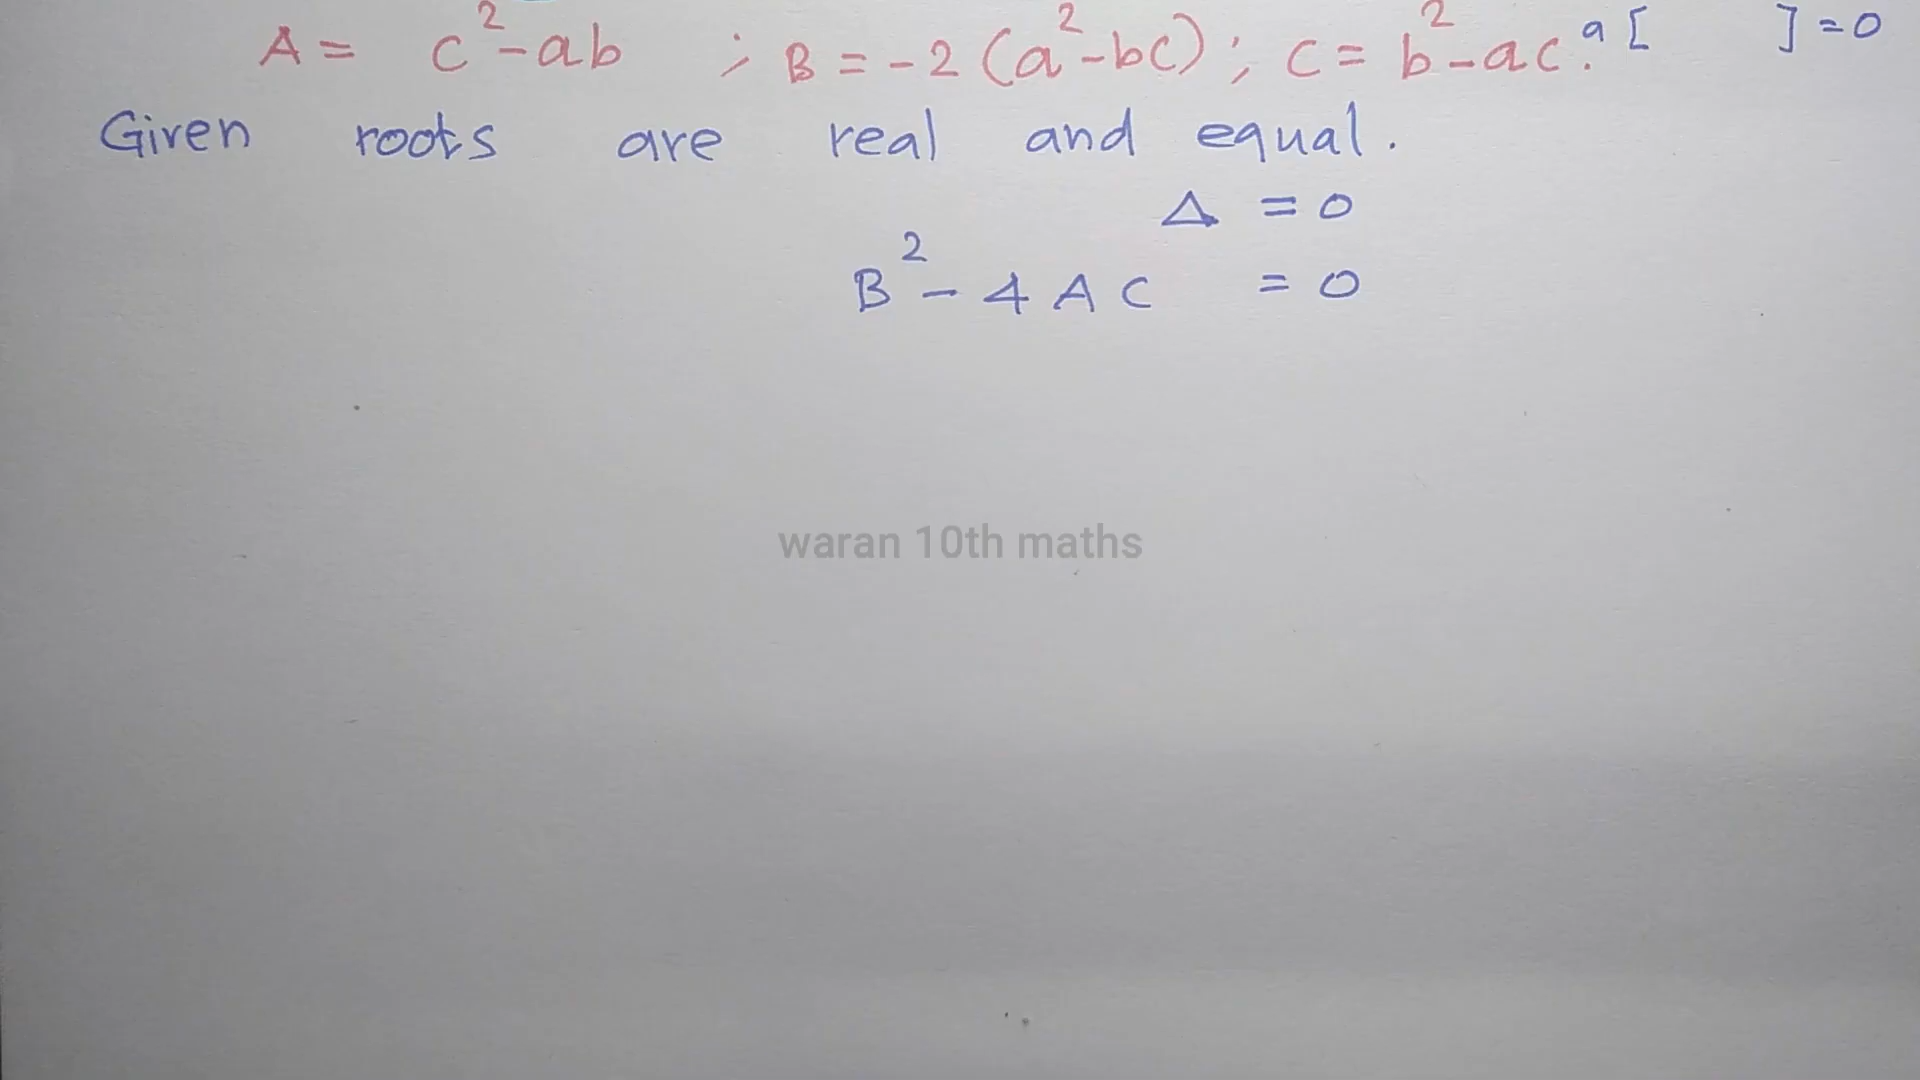 A = c²-ab ; B = -2 (a²-bc) ; C = b²-ac. a [ ] = 0
Given roots are real and equal.
Δ = 0
B² - 4 A C = 0
waran 10th maths